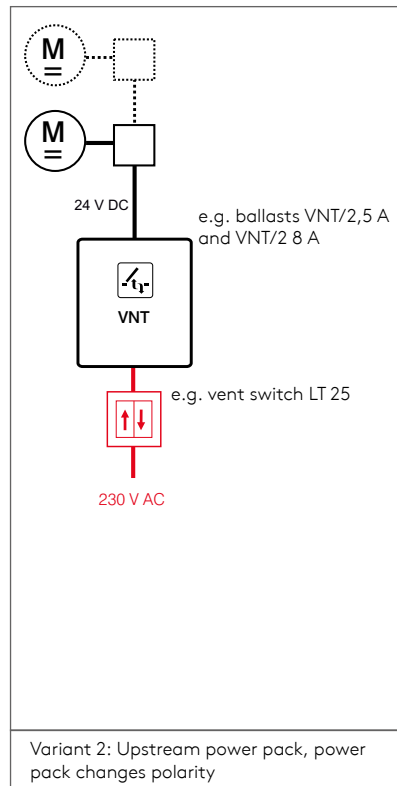 M
M
24 V DC
e.g. ballasts VNT/2,5 A
and VNT/2 8 A
VNT
e.g. vent switch LT 25
230 V AC
Variant 2: Upstream power pack, power
pack changes polarity